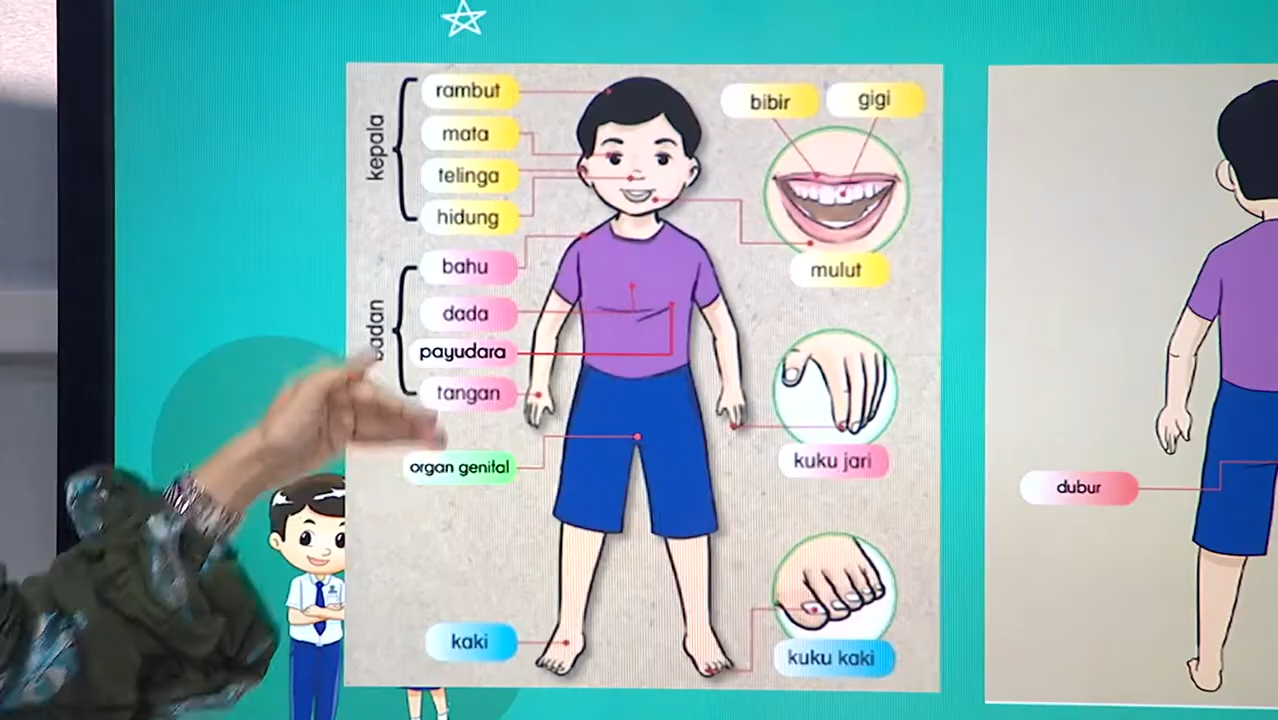 kepala
rambut
mata
telinga
hidung
badan
bahu
dada
payudara
tangan
organ genital
kaki
bibir
gigi
mulut
kuku jari
kuku kaki
dubur